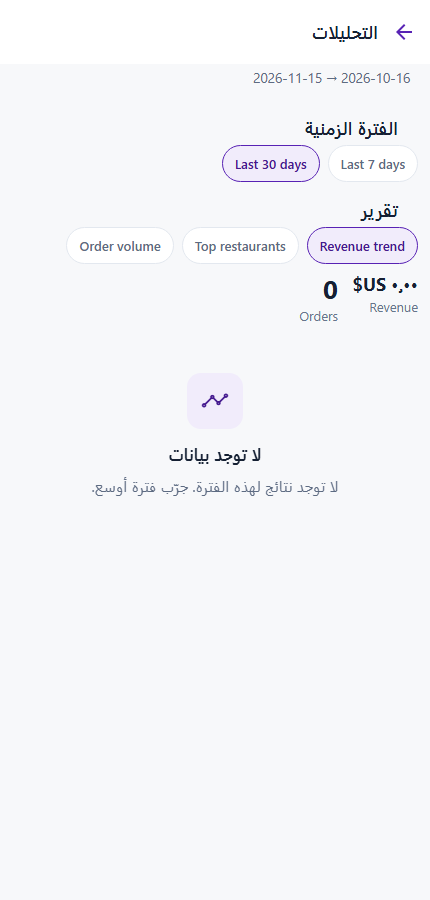 التحليلات
2026-11-15 → 2026-10-16
الفترة الزمنية
Last 7 days
Last 30 days
تقرير
Revenue trend
Top restaurants
Order volume
٠٫٠٠ US$
Revenue
0
Orders
لا توجد بيانات
لا توجد نتائج لهذه الفترة. جرّب فترة أوسع.